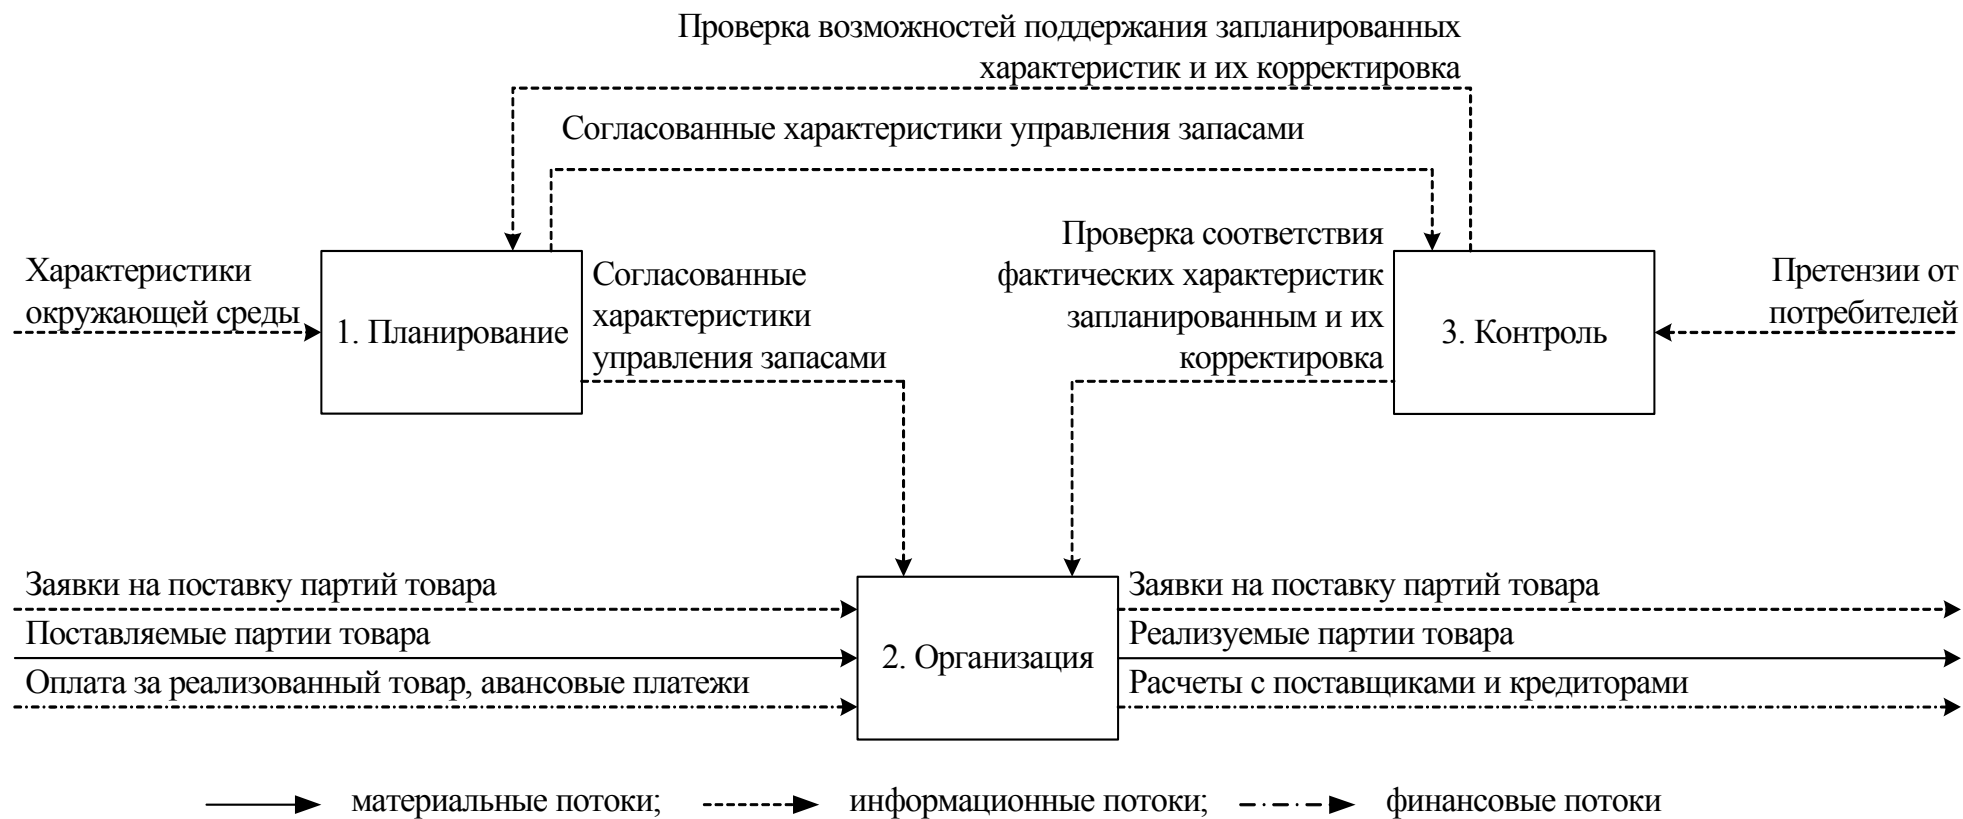 Проверка возможностей поддержания запланированных
характеристик и их корректировка
Согласованные характеристики управления запасами
Характеристики
окружающей среды
1. Планирование
Согласованные
характеристики
управления запасами
Проверка соответствия
фактических характеристик
запланированным и их
корректировка
3. Контроль
Претензии от
потребителей
Заявки на поставку партий товара
Поставляемые партии товара
Оплата за реализованный товар, авансовые платежи
2. Организация
Заявки на поставку партий товара
Реализуемые партии товара
Расчеты с поставщиками и кредиторами
материальные потоки;
информационные потоки;
финансовые потоки